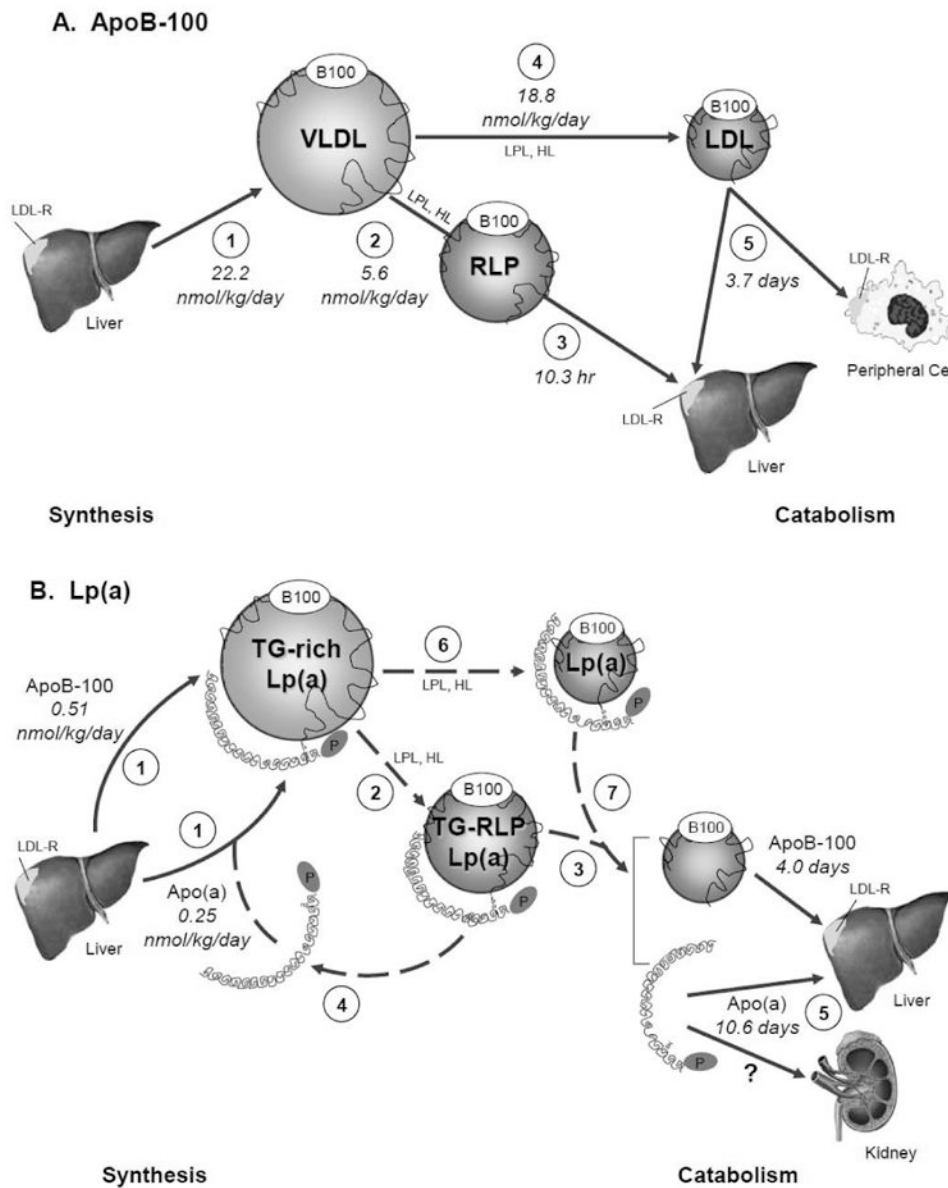 A. ApoB-100
B100
VLDL
4
18.8
nmol/kg/day
LPL, HL
B100
LDL
LDL-R
1
22.2
nmol/kg/day
Liver
LPL, HL
2
5.6
nmol/kg/day
B100
RLP
3
10.3 hr
5
3.7 days
LDL-R
Peripheral Ce
LDL-R
Liver
Synthesis
Catabolism
B. Lp(a)
B100
TG-rich
Lp(a)
6
LPL, HL
B100
Lp(a)
P
P
ApoB-100
0.51
nmol/kg/day
1
1
LPL, HL
2
B100
TG-RLP
Lp(a)
P
7
3
LDL-R
Liver
Apo(a)
0.25
nmol/kg/day
P
4
B100
ApoB-100
4.0 days
LDL-R
Liver
Apo(a)
10.6 days
5
P
?
Kidney
Synthesis
Catabolism